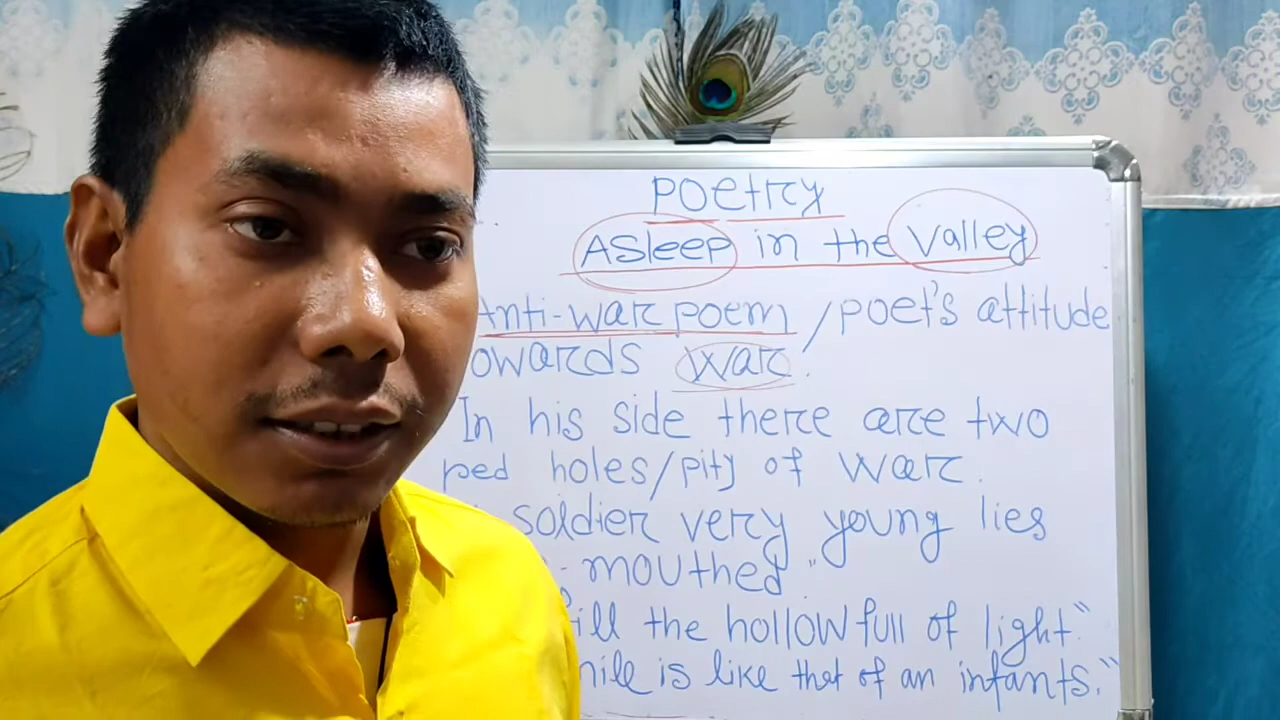 Poetry
Asleep in the Valley
Anti-war poem / poet's attitude
owards war.
In his side there are two
red holes/pity of war.
soldier very young lies
mouthed"
fill the hollow full of light"
mile is like that of an infants."